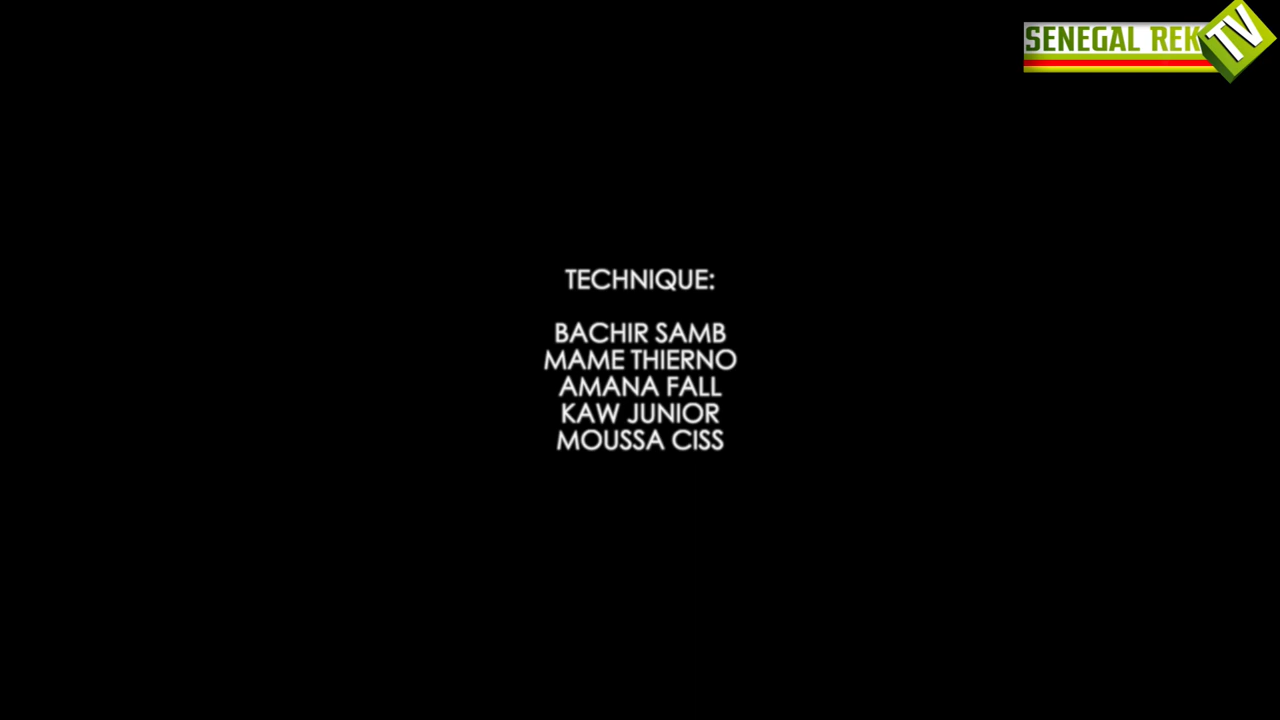 SENEGAL REK TV
TECHNIQUE:
BACHIR SAMB
MAME THIERNO
AMANA FALL
KAW JUNIOR
MOUSSA CISS